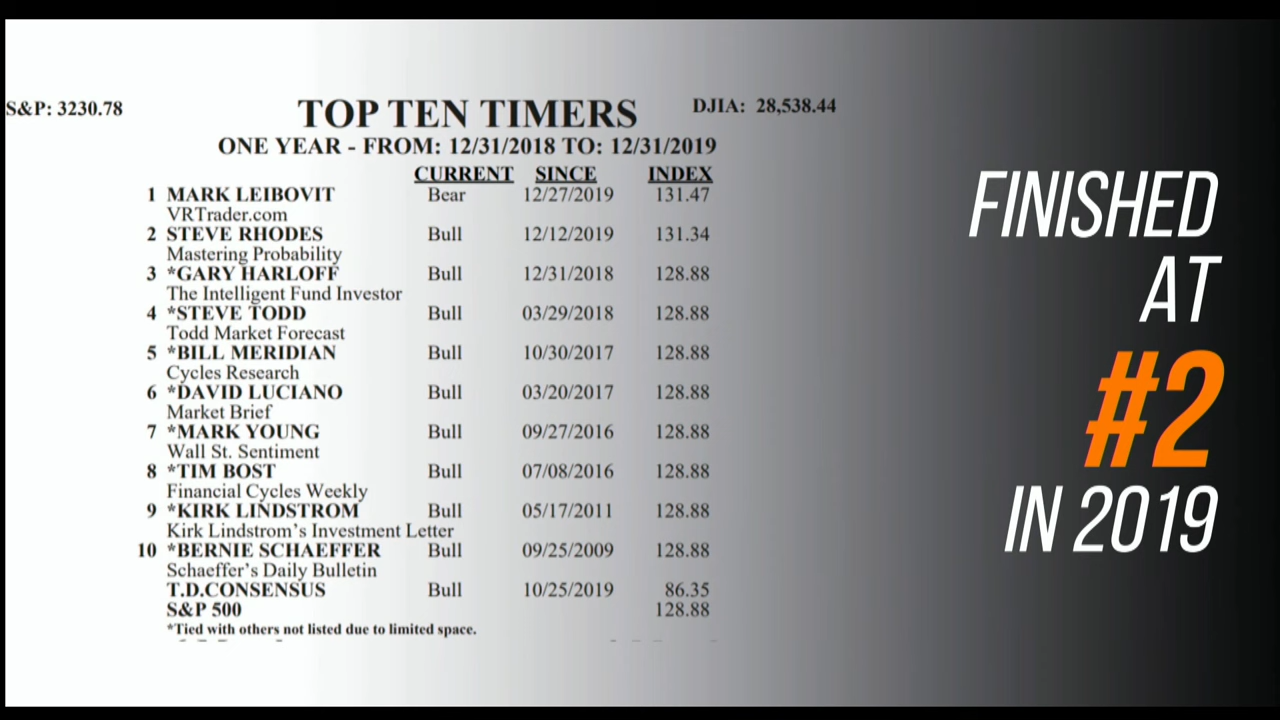 S&P: 3230.78
TOP TEN TIMERS
DJIA: 28,538.44
ONE YEAR - FROM: 12/31/2018 TO: 12/31/2019
CURRENT SINCE INDEX
1 MARK LEIBOVIT Bear 12/27/2019 131.47
VRTrader.com
2 STEVE RHODES Bull 12/12/2019 131.34
Mastering Probability
3 *GARY HARLOFF Bull 12/31/2018 128.88
The Intelligent Fund Investor
4 *STEVE TODD Bull 03/29/2018 128.88
Todd Market Forecast
5 *BILL MERIDIAN Bull 10/30/2017 128.88
Cycles Research
6 *DAVID LUCIANO Bull 03/20/2017 128.88
Market Brief
7 *MARK YOUNG Bull 09/27/2016 128.88
Wall St. Sentiment
8 *TIM BOST Bull 07/08/2016 128.88
Financial Cycles Weekly
9 *KIRK LINDSTROM Bull 05/17/2011 128.88
Kirk Lindstrom's Investment Letter
10 *BERNIE SCHAEFFER Bull 09/25/2009 128.88
Schaeffer's Daily Bulletin
T.D.CONSENSUS Bull 10/25/2019 86.35
S&P 500 128.88
*Tied with others not listed due to limited space.
FINISHED
AT
#2
IN 2019